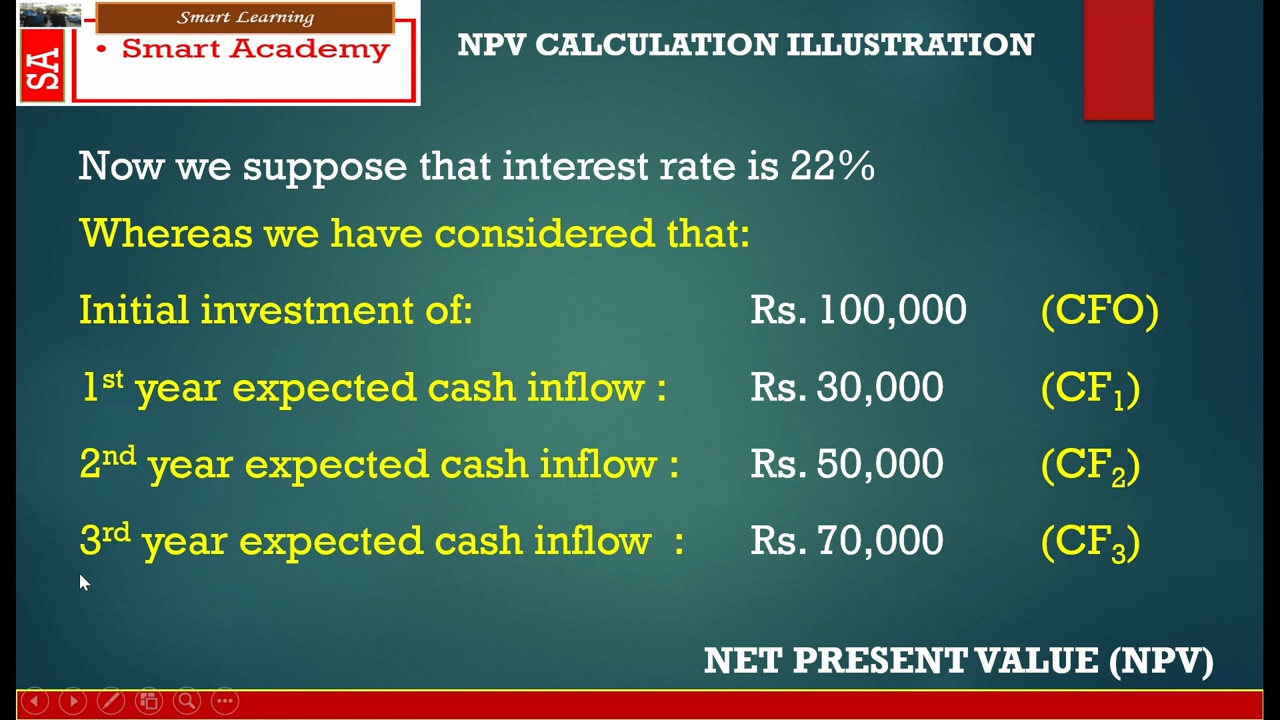 Smart Learning
• Smart Academy
SA
NPV CALCULATION ILLUSTRATION
Now we suppose that interest rate is 22%
Whereas we have considered that:
Initial investment of: Rs. 100,000 (CFO)
1st year expected cash inflow : Rs. 30,000 (CF1)
2nd year expected cash inflow : Rs. 50,000 (CF2)
3rd year expected cash inflow : Rs. 70,000 (CF3)
NET PRESENT VALUE (NPV)